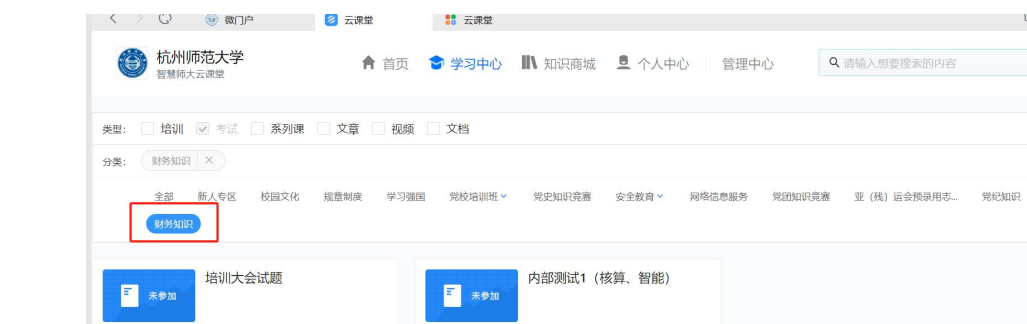 微门户 云课堂 云课堂
杭州师范大学
智慧师大云课堂
首页 学习中心 知识商城 个人中心 管理中心 请输入想要搜索的内容
类型: 培训 考试 系列课 文章 视频 文档
分类: 财务知识 ×
全部 新人专区 校园文化 规章制度 学习强国 党校培训班 党史知识竞赛 安全教育 网络信息服务 党团知识竞赛 亚（残）运会预录用志... 党纪知识
财务知识
培训大会试题 内部测试1（核算、智能）
未参加 未参加